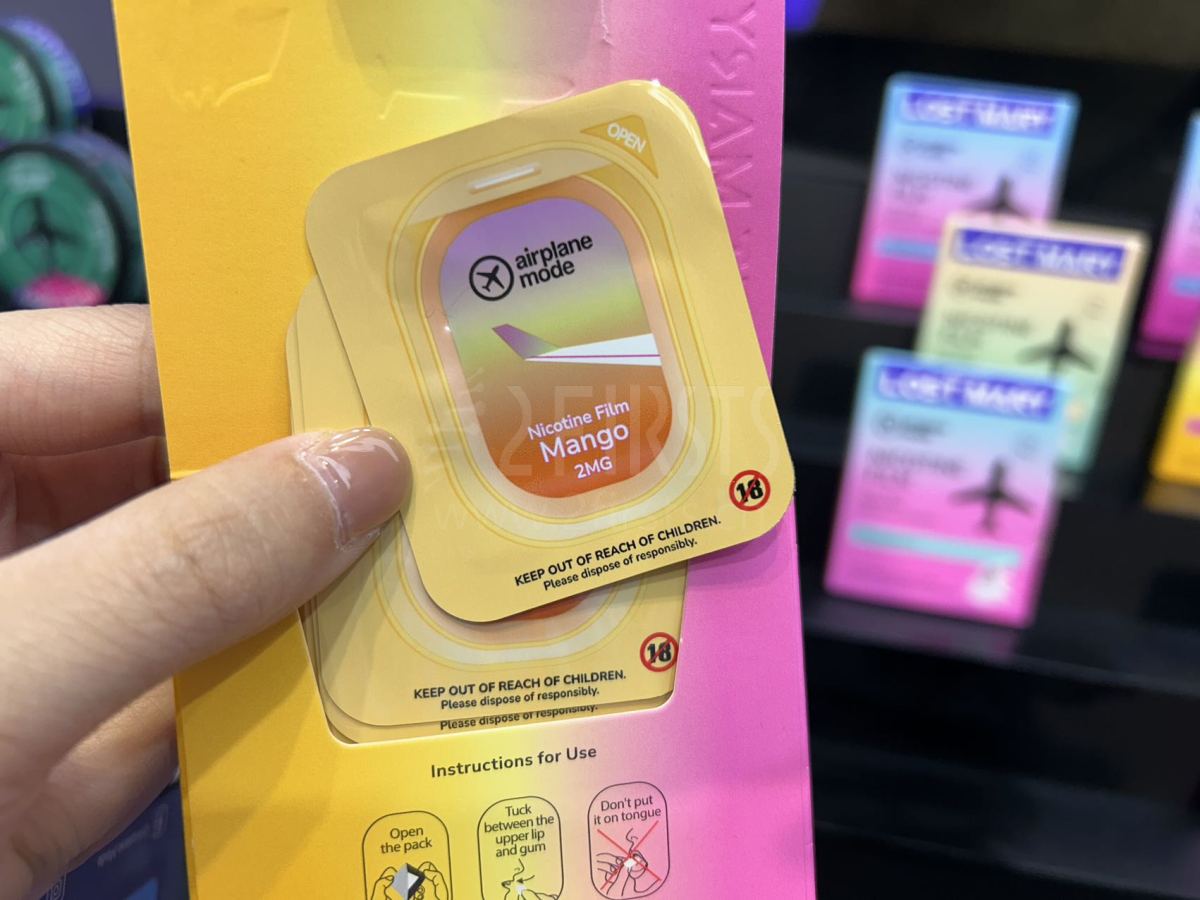 OPEN
airplane
mode
Nicotine Film
Mango
2MG
18
KEEP OUT OF REACH OF CHILDREN.
Please dispose of responsibly.
18
KEEP OUT OF REACH OF CHILDREN.
Please dispose of responsibly.
Please dispose of responsibly.
Instructions for Use
Open
the pack
Tuck
between the
upper lip
and gum
Don't put
it on tongue
LOST MARY
LOST MARY
LOST MARY
2FIRSTS